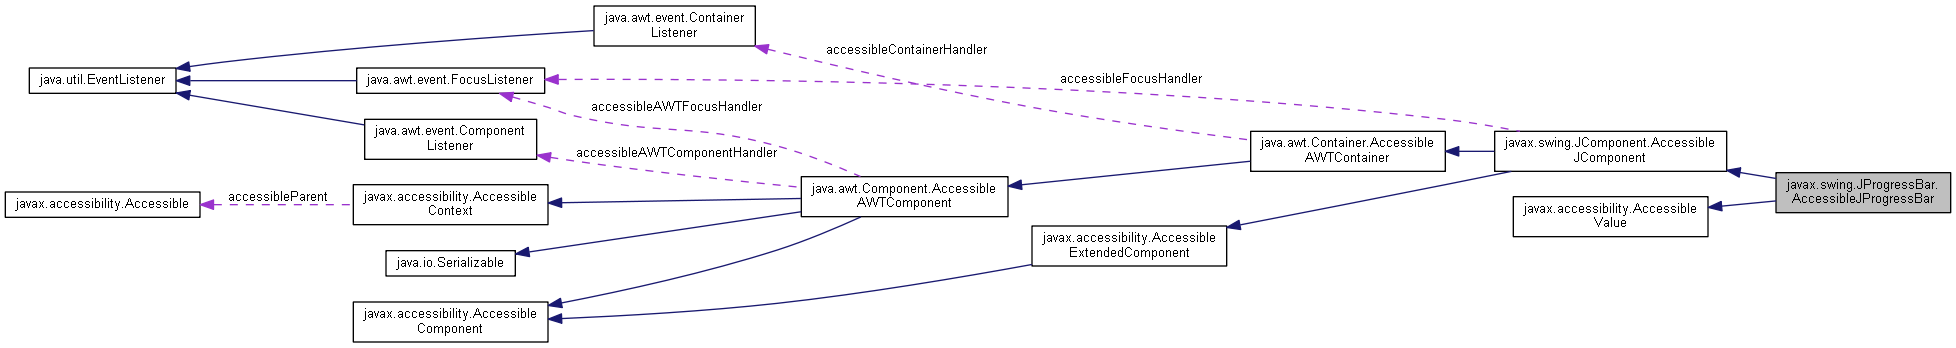 java.awt.event.Container
Listener
accessibleContainerHandler
java.util.EventListener
java.awt.event.FocusListener
accessibleFocusHandler
accessibleAWTFocusHandler
java.awt.event.Component
Listener
accessibleAWTComponentHandler
java.awt.Container.Accessible
AWTContainer
javax.swing.JComponent.Accessible
JComponent
javax.swing.JProgressBar.
AccessibleJProgressBar
java.awt.Component.Accessible
AWTComponent
javax.accessibility.Accessible
accessibleParent
javax.accessibility.Accessible
Context
javax.accessibility.Accessible
Value
javax.accessibility.Accessible
ExtendedComponent
java.io.Serializable
javax.accessibility.Accessible
Component